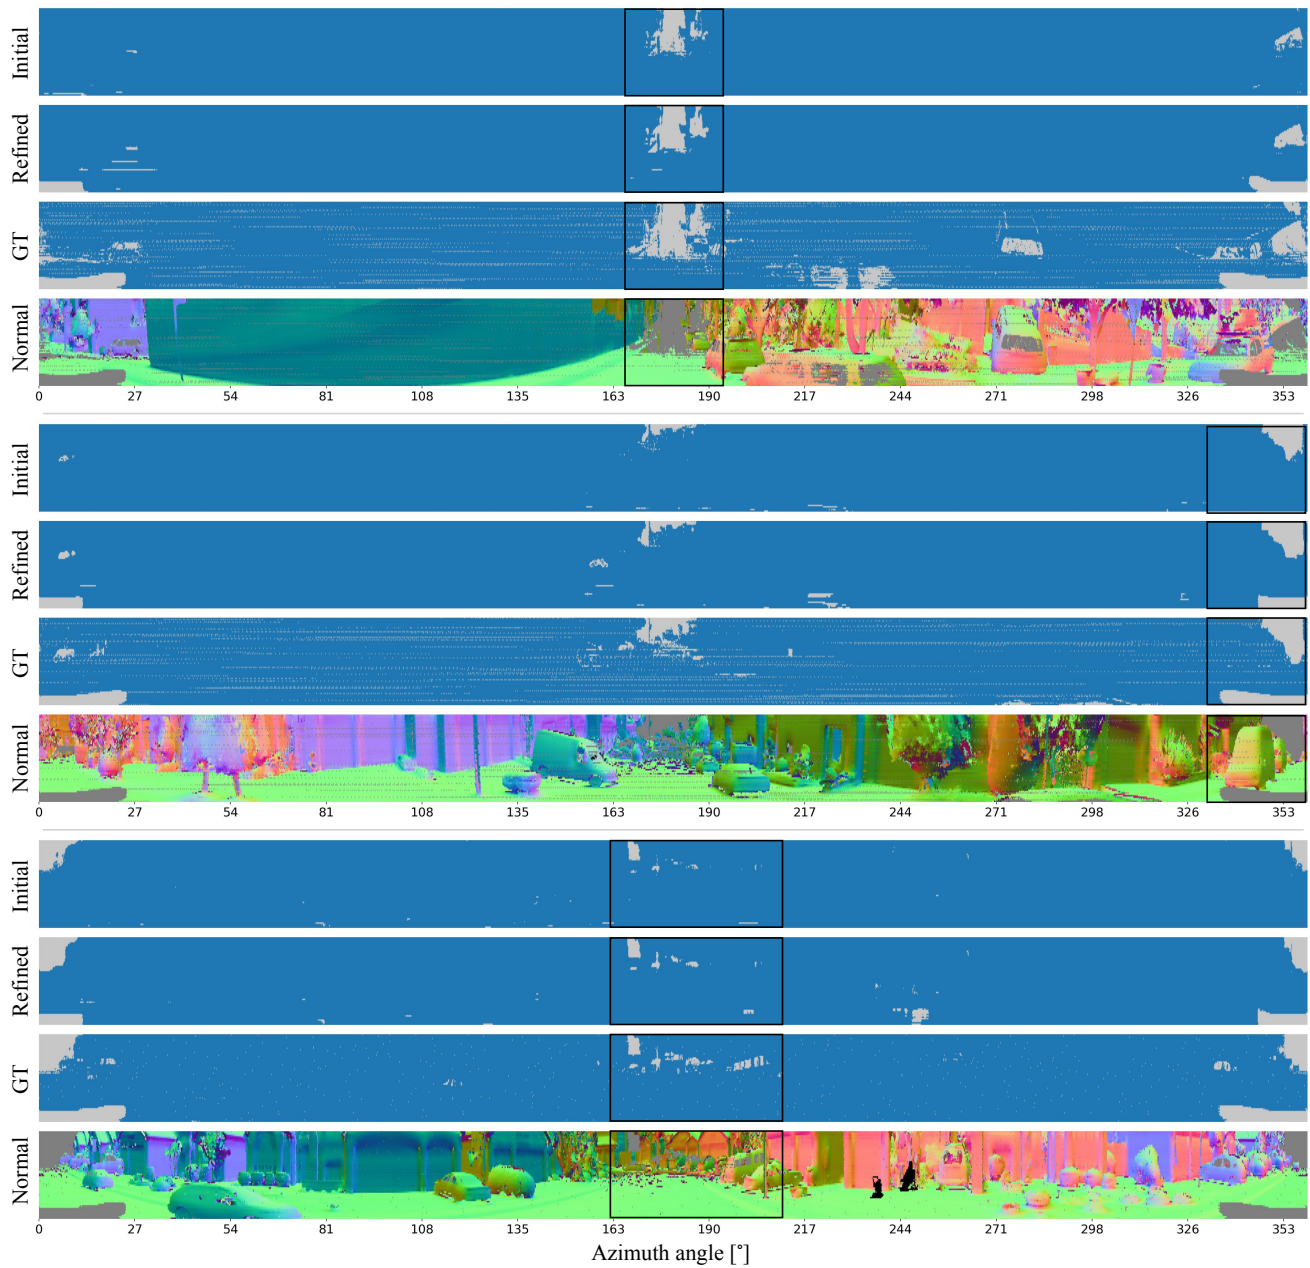 Initial
Refined
GT
Normal
0 27 54 81 108 135 163 190 217 244 271 298 326 353
Initial
Refined
GT
Normal
0 27 54 81 108 135 163 190 217 244 271 298 326 353
Initial
Refined
GT
Normal
0 27 54 81 108 135 163 190 217 244 271 298 326 353
Azimuth angle [°]